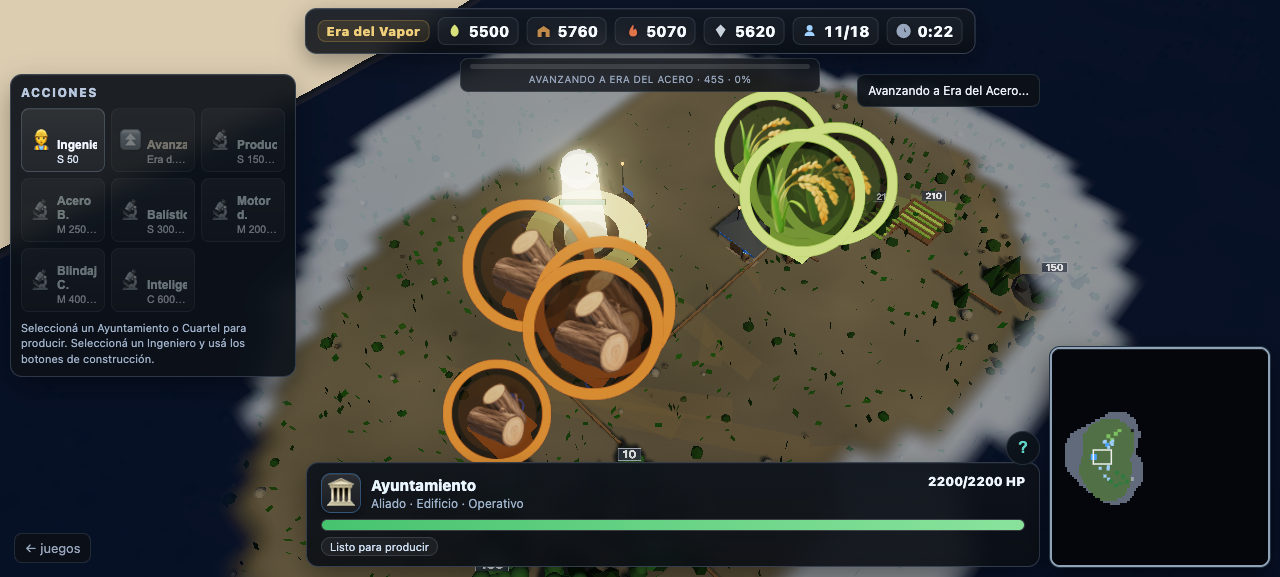 Era del Vapor 5500 5760 5070 5620 11/18 0:22
AVANZANDO A ERA DEL ACERO · 45S · 0%
Avanzando a Era del Acero...
ACCIONES
Ingenie
S 50
Avanza
Era d....
Produc
S 150...
Acero B.
M 250...
Balístic
S 300...
Motor d.
M 200...
Blindaj C.
M 400...
Intelige
C 600...
Seleccioná un Ayuntamiento o Cuartel para
producir. Seleccioná un Ingeniero y usá los
botones de construcción.
210
150
10
?
Ayuntamiento
2200/2200 HP
Aliado · Edificio · Operativo
Listo para producir
← juegos